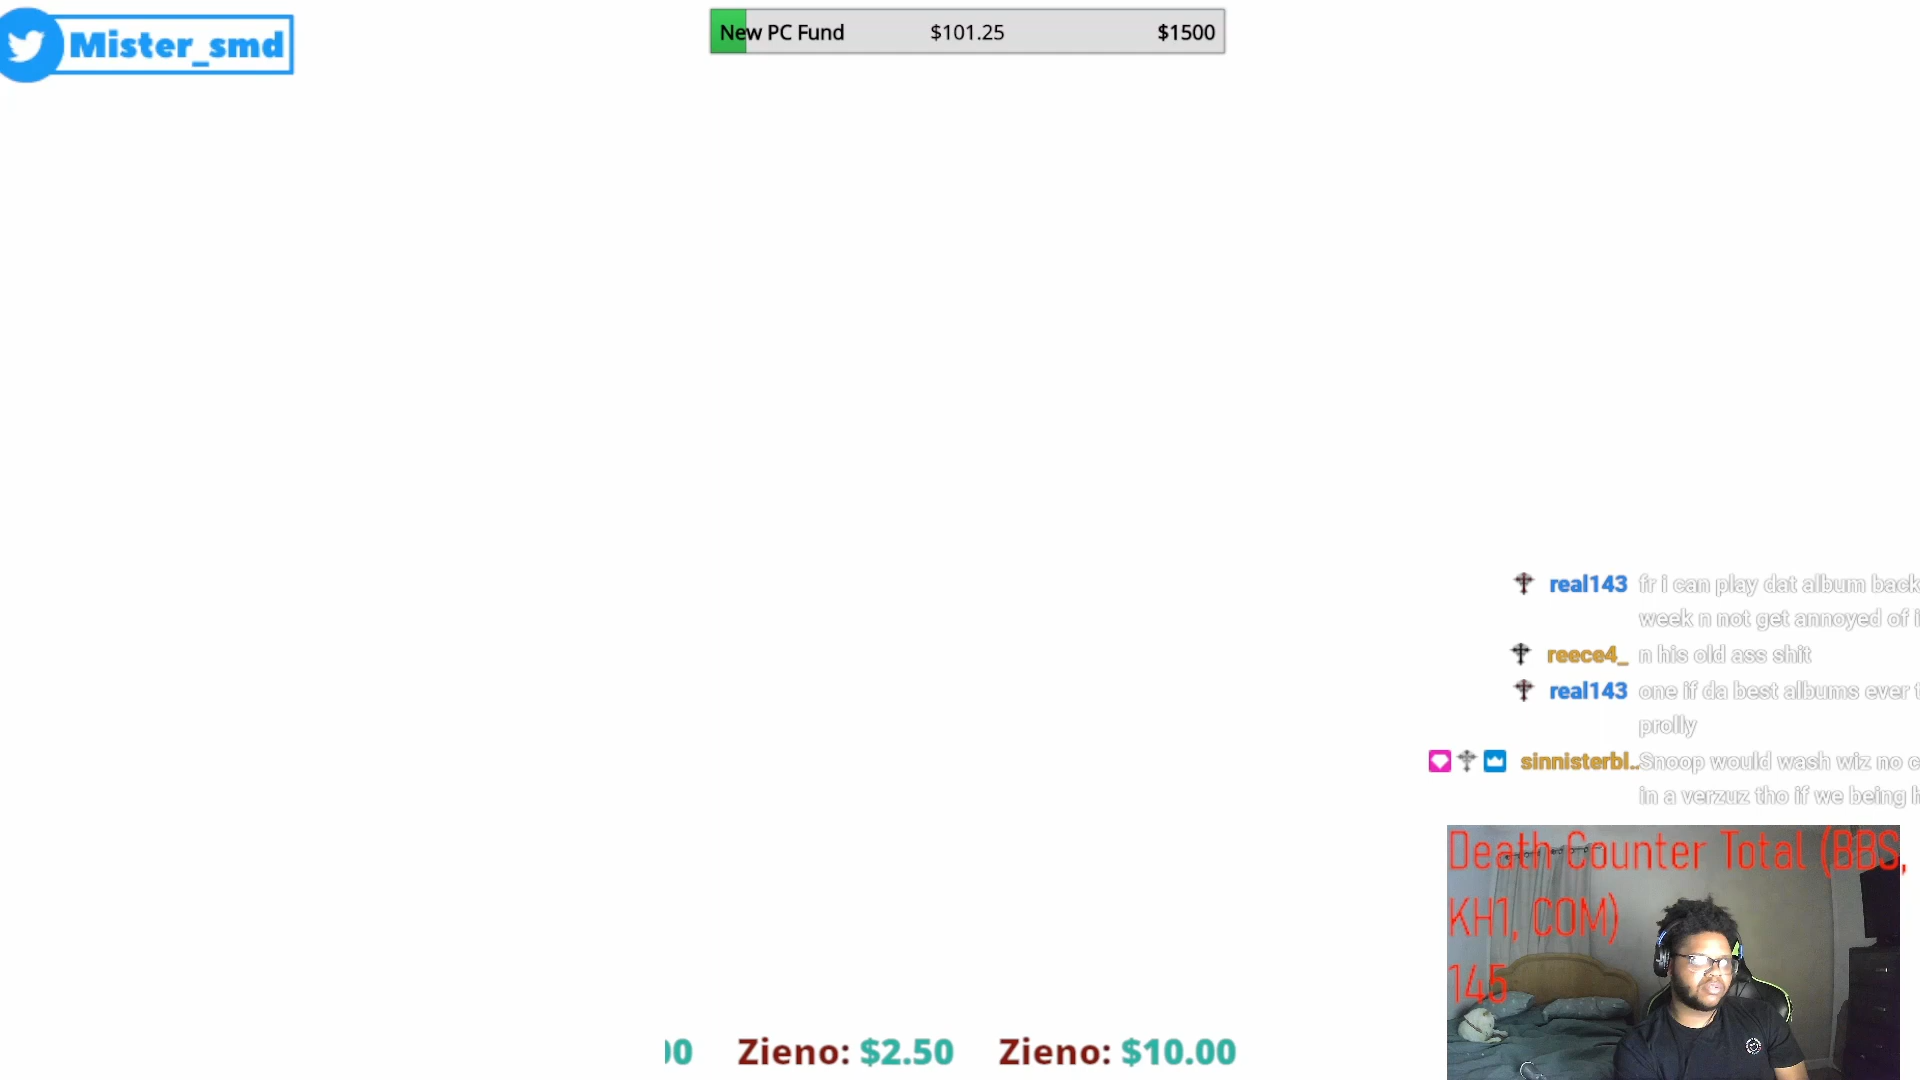 Mister_smd
New PC Fund $101.25 $1500
real143 fr i can play dat album back
week n not get annoyed of
reece4_ n his old ass shit
real143 one if da best albums ever
prolly
sinnisterbl.. Snoop would wash wiz no
in a verzuz tho if we being
Death Counter Total (BBS,
KH1, COM)
145
Zieno: $2.50 Zieno: $10.00